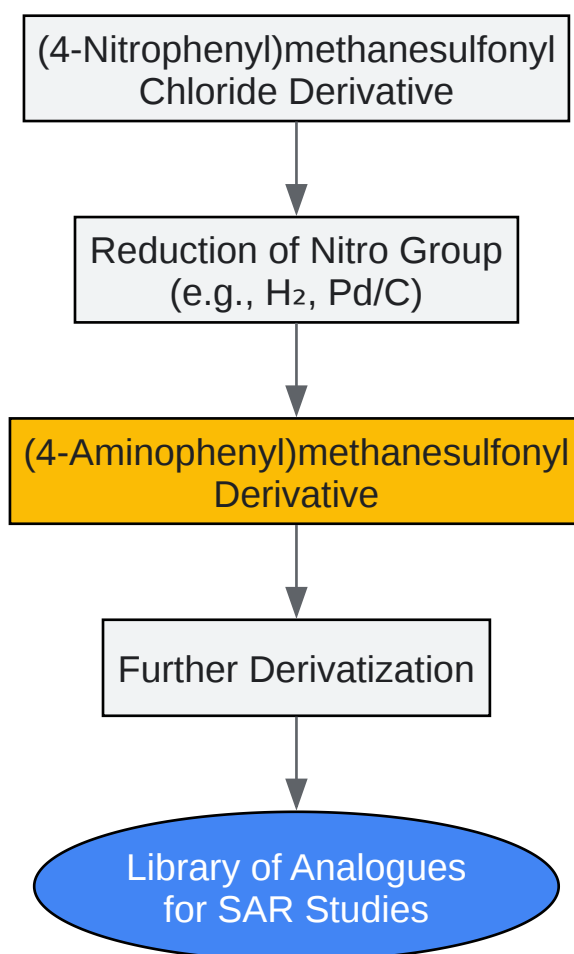 (4-Nitrophenyl)methanesulfonyl
Chloride Derivative
Reduction of Nitro Group
(e.g., H₂, Pd/C)
(4-Aminophenyl)methanesulfonyl
Derivative
Further Derivatization
Library of Analogues
for SAR Studies